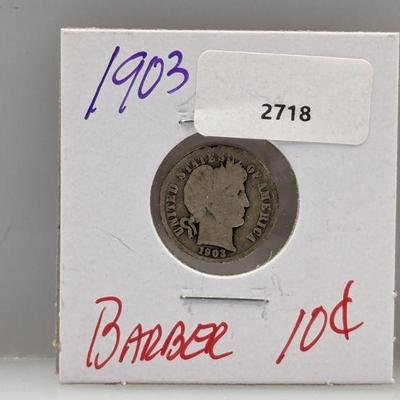 1903
2718
UNITED STATES OF AMERICA
1903
BARBER 10¢